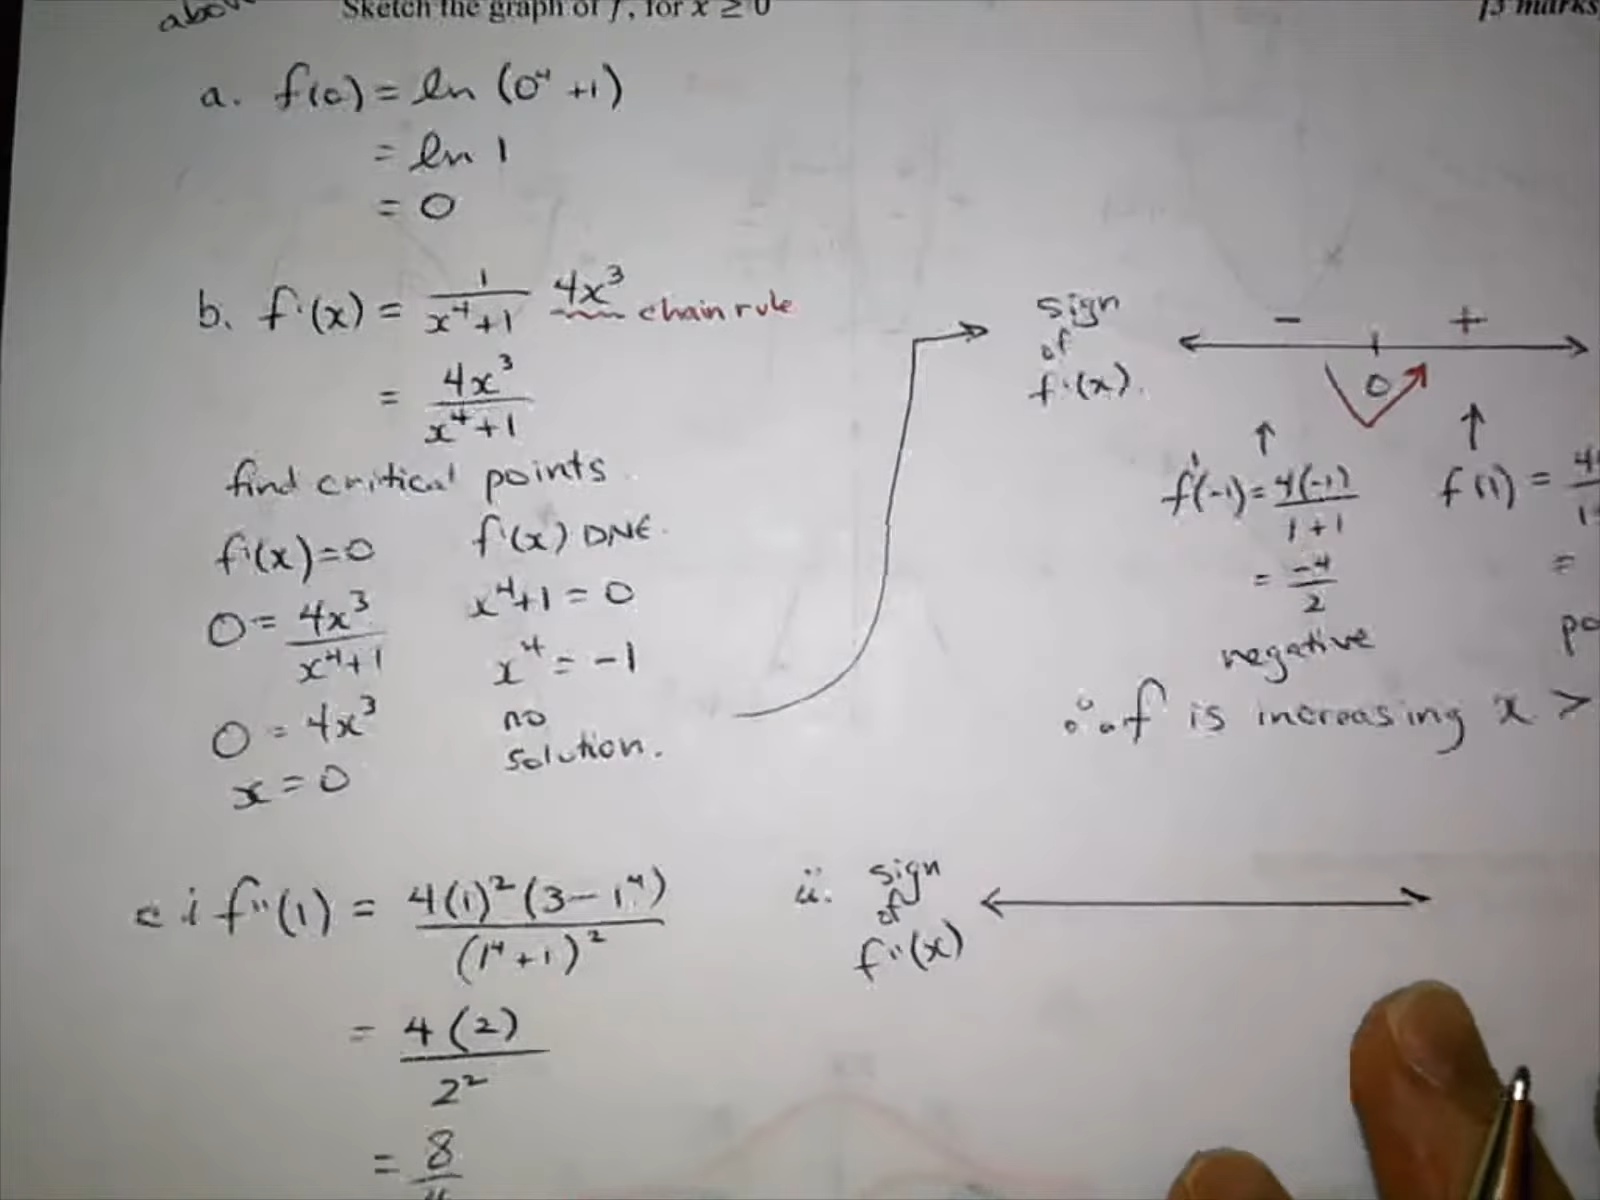 above
Sketch the graph of f, for x ≥ 0 [3 marks
a. f(0) = ln (0⁴ +1)
= ln 1
= 0
b. f'(x) = 1/(x⁴+1) 4x³ chain rule
= 4x³/(x⁴+1)
find critical points
f'(x)=0
0 = 4x³/(x⁴+1)
0 = 4x³
x = 0
f'(x) DNE.
x⁴+1 = 0
x⁴ = -1
no
solution.
sign
of
f'(x).
- +
0
↑ ↑
f'(-1) = 4(-1)/(1+1)
= -4/2
negative
f(1) =
=
∴ f is increasing x >
c i f''(1) = 4(1)²(3-1⁴)/(1⁴+1)²
= 4(2)/2²
= 8
ii. sign
of
f''(x)